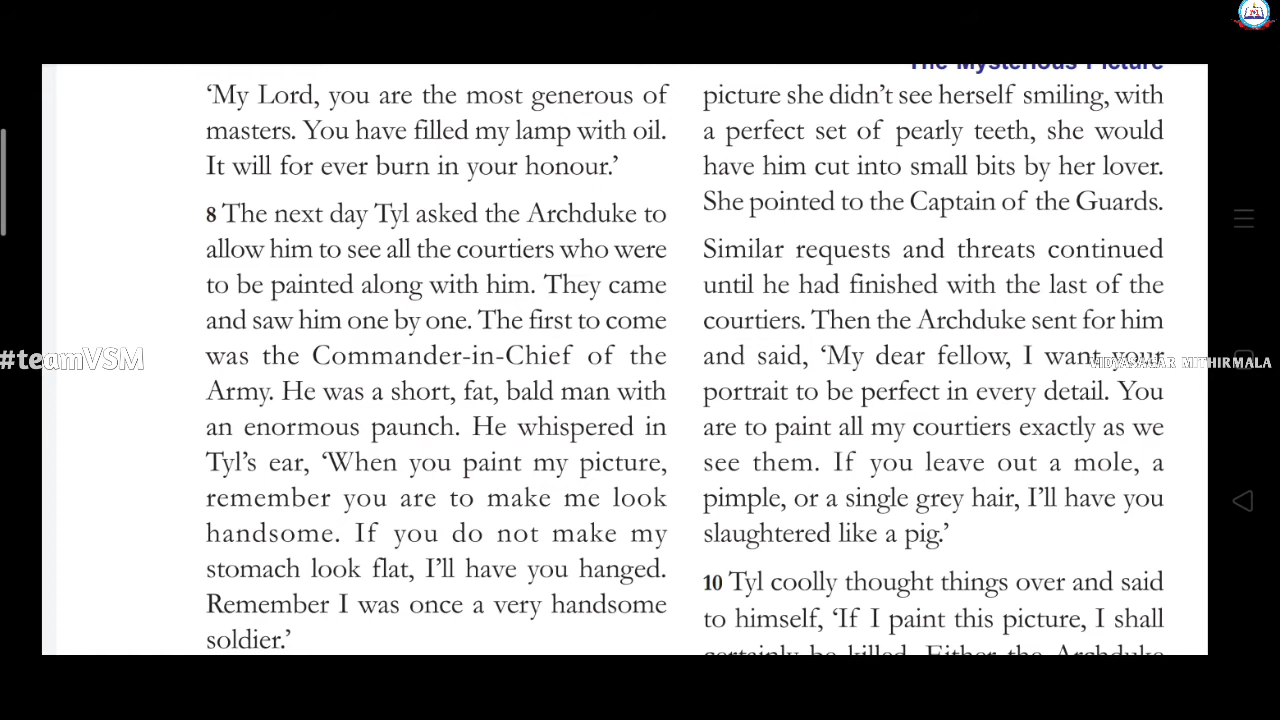 The Mysterious Picture
'My Lord, you are the most generous of
masters. You have filled my lamp with oil.
It will for ever burn in your honour.'
8 The next day Tyl asked the Archduke to
allow him to see all the courtiers who were
to be painted along with him. They came
and saw him one by one. The first to come
was the Commander-in-Chief of the
Army. He was a short, fat, bald man with
an enormous paunch. He whispered in
Tyl's ear, 'When you paint my picture,
remember you are to make me look
handsome. If you do not make my
stomach look flat, I'll have you hanged.
Remember I was once a very handsome
soldier.'
picture she didn't see herself smiling, with
a perfect set of pearly teeth, she would
have him cut into small bits by her lover.
She pointed to the Captain of the Guards.
Similar requests and threats continued
until he had finished with the last of the
courtiers. Then the Archduke sent for him
and said, 'My dear fellow, I want your
portrait to be perfect in every detail. You
are to paint all my courtiers exactly as we
see them. If you leave out a mole, a
pimple, or a single grey hair, I'll have you
slaughtered like a pig.'
10 Tyl coolly thought things over and said
to himself, 'If I paint this picture, I shall
certainly be killed. Either the Archduke
#teamVSM
VIDYASAGAR MITHIRMALA